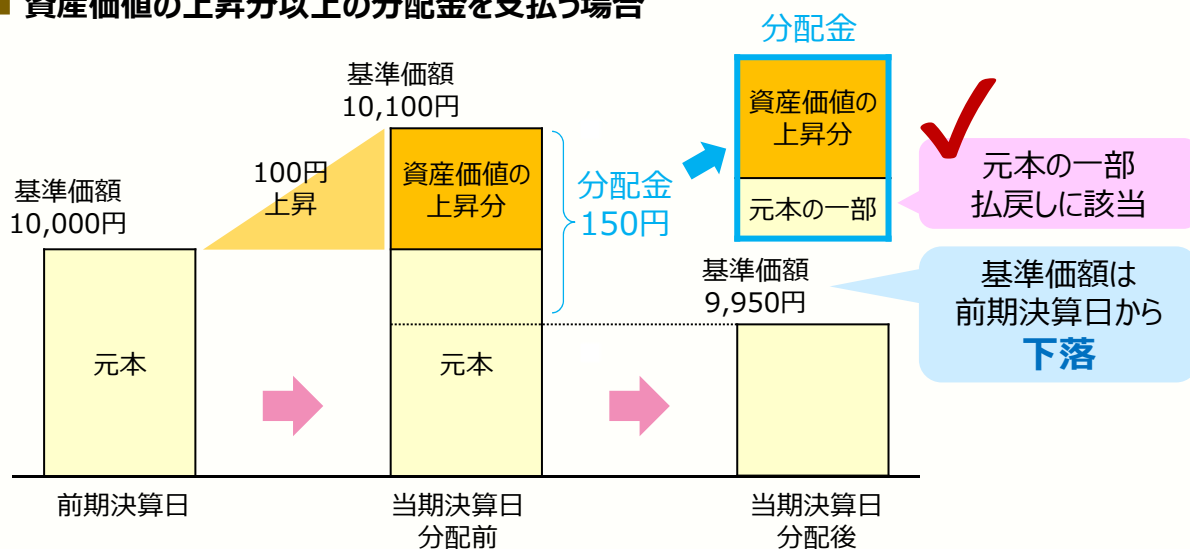 ■ 資産価値の上昇分以上の分配金を支払う場合
分配金
基準価額
10,100円
資産価値の
上昇分
元本の一部
元本の一部
払戻しに該当
100円
上昇
資産価値の
上昇分
分配金
150円
基準価額
10,000円
基準価額
9,950円
基準価額は
前期決算日から
下落
元本
元本
前期決算日
当期決算日
分配前
当期決算日
分配後